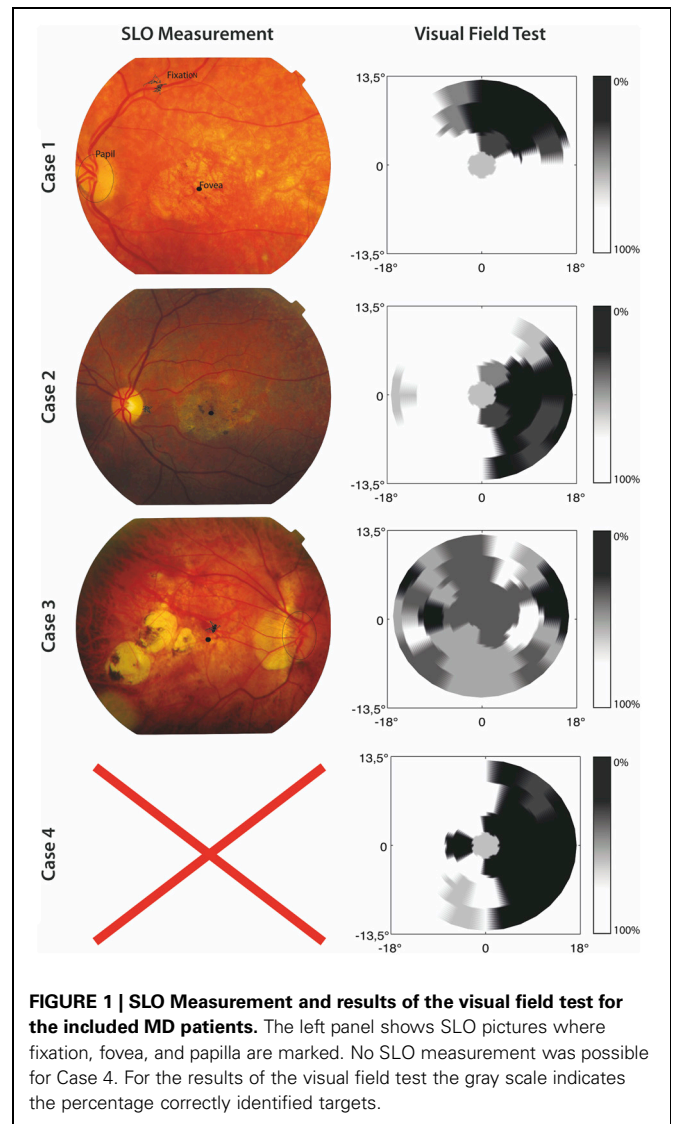 SLO Measurement
Visual Field Test
Case 1
Fixation
Papil
Fovea
13,5°
0
-13,5°
-18°
0
18°
0%
100%
Case 2
13,5°
0
-13,5°
-18°
0
18°
0%
100%
Case 3
13,5°
0
-13,5°
-18°
0
18°
0%
100%
Case 4
13,5°
0
-13,5°
-18°
0
18°
0%
100%
FIGURE 1 | SLO Measurement and results of the visual field test for
the included MD patients. The left panel shows SLO pictures where
fixation, fovea, and papilla are marked. No SLO measurement was possible
for Case 4. For the results of the visual field test the gray scale indicates
the percentage correctly identified targets.